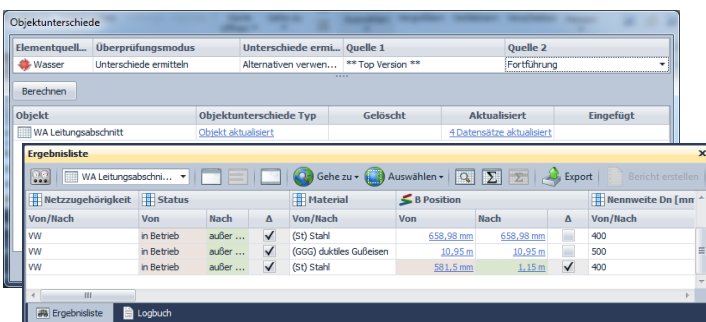 Objektunterschiede
Elementquell... Überprüfungsmodus Unterschiede ermi... Quelle 1 Quelle 2
Wasser Unterschiede ermitteln Alternativen verwen... ** Top Version ** Fortführung
Berechnen
Objekt Objektunterschiede Typ Gelöscht Aktualisiert Eingefügt
WA Leitungsabschnitt Objekt aktualisiert 4 Datensätze aktualisiert
Ergebnisliste
WA Leitungsabschni... Gehe zu Auswählen Σ Σ Export Bericht erstellen
Netzzugehörigkeit Status Material B Position Nennweite Dn [mm
Von/Nach Von Nach Δ Von/Nach Von Nach Δ Von/Nach
VW in Betrieb außer ... (St) Stahl 658,98 mm 658,98 mm 400
VW in Betrieb außer ... (GGG) duktiles Gußeisen 10,95 m 10,95 m 500
VW in Betrieb außer ... (St) Stahl 581,5 mm 1,15 m 400
Ergebnisliste Logbuch